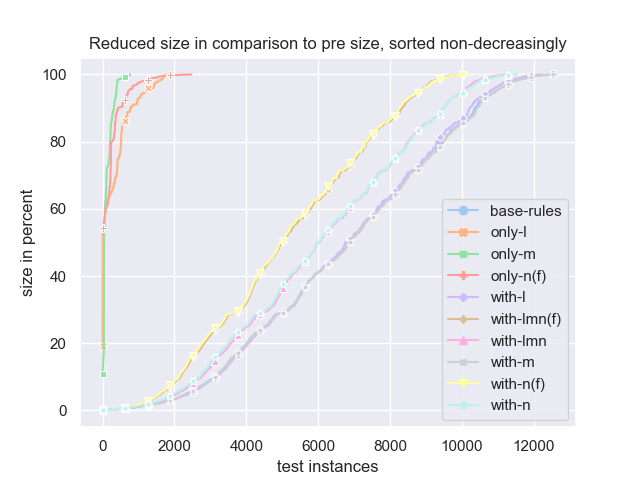 Reduced size in comparison to pre size, sorted non-decreasingly
100
80
60
40
20
0
size in percent
base-rules
only-l
only-m
only-n(f)
with-l
with-lmn(f)
with-lmn
with-m
with-n(f)
with-n
0 2000 4000 6000 8000 10000 12000
test instances